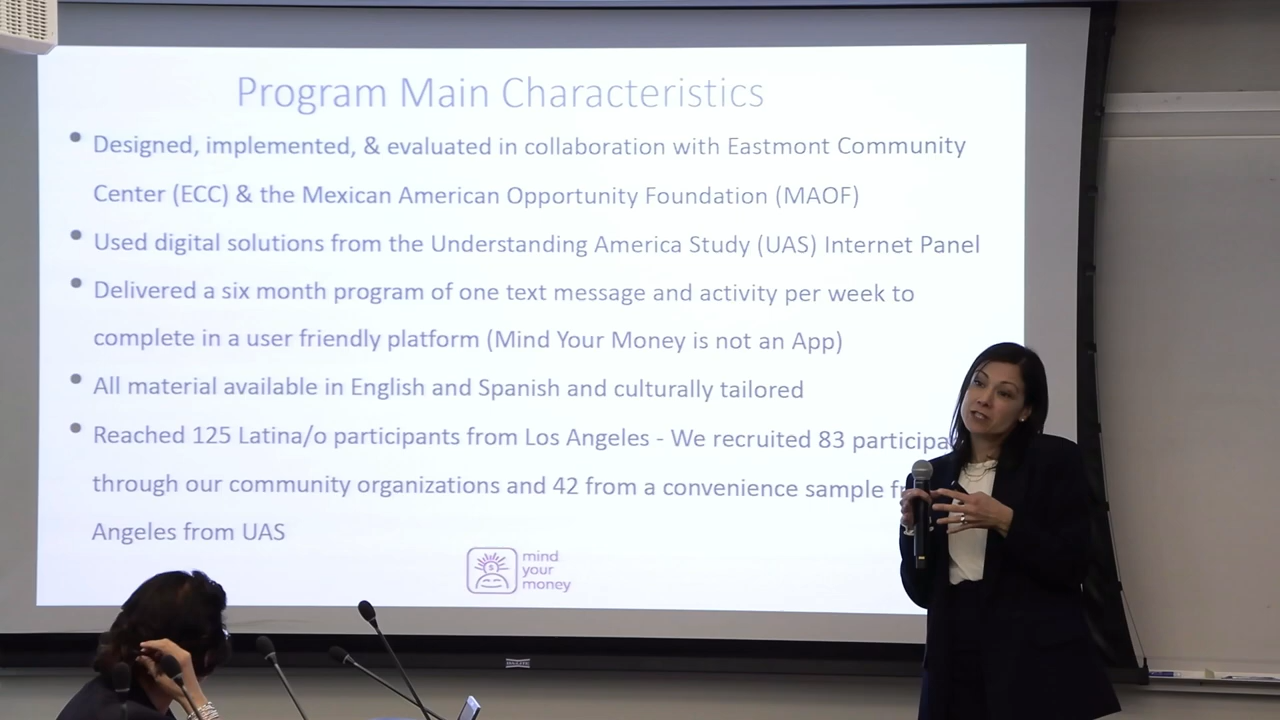 Program Main Characteristics
• Designed, implemented, & evaluated in collaboration with Eastmont Community
Center (ECC) & the Mexican American Opportunity Foundation (MAOF)
• Used digital solutions from the Understanding America Study (UAS) Internet Panel
• Delivered a six month program of one text message and activity per week to
complete in a user friendly platform (Mind Your Money is not an App)
• All material available in English and Spanish and culturally tailored
• Reached 125 Latina/o participants from Los Angeles - We recruited 83 participa
through our community organizations and 42 from a convenience sample f
Angeles from UAS
mind
your
money
DA-LITE